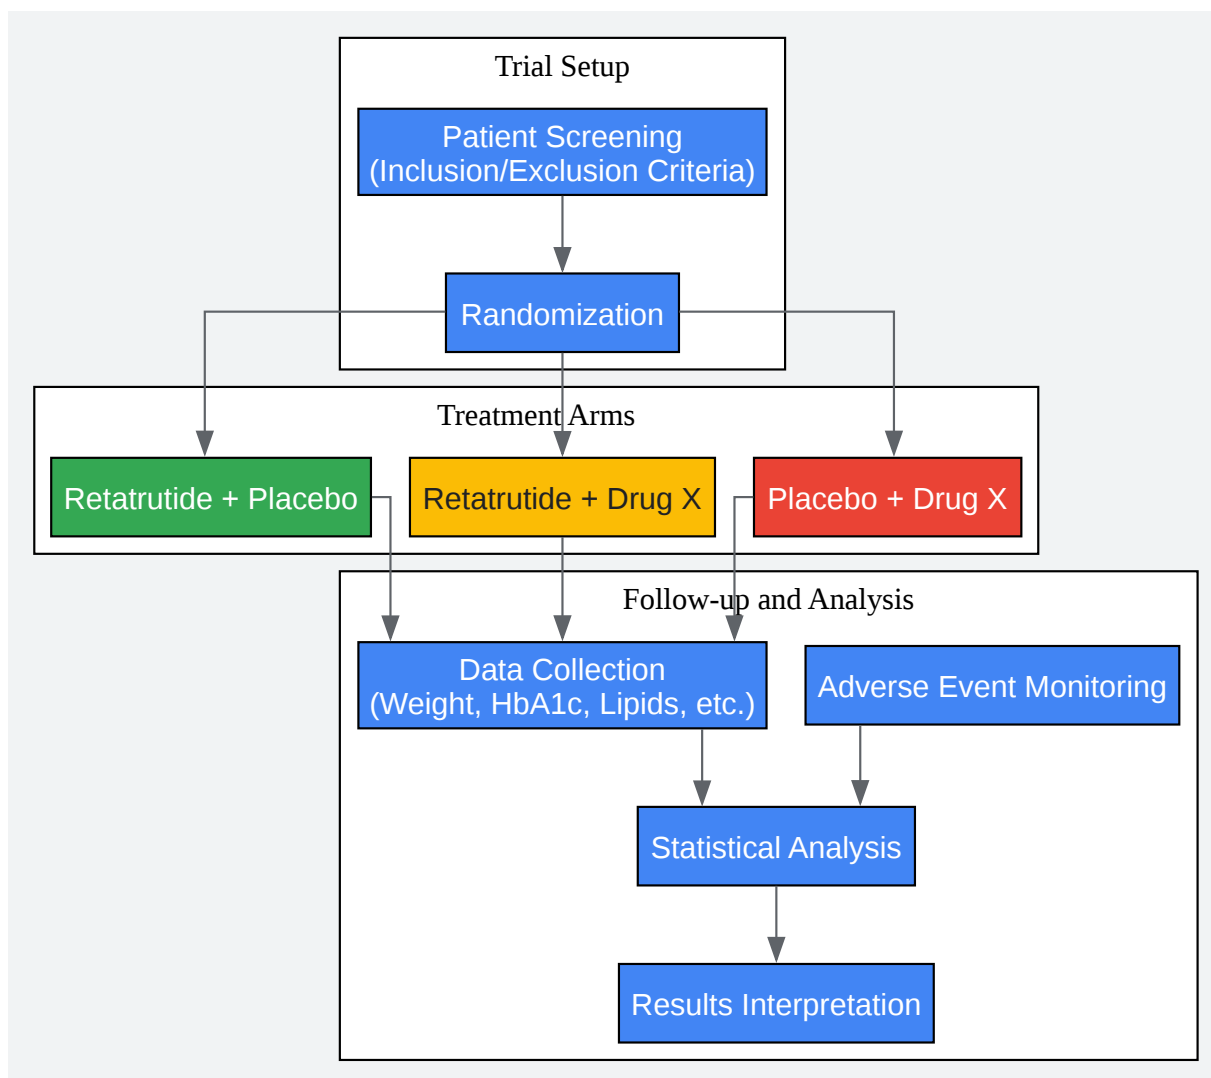 Trial Setup
Patient Screening
(Inclusion/Exclusion Criteria)
Randomization
Treatment Arms
Retatrutide + Placebo
Retatrutide + Drug X
Placebo + Drug X
Follow-up and Analysis
Data Collection
(Weight, HbA1c, Lipids, etc.)
Adverse Event Monitoring
Statistical Analysis
Results Interpretation